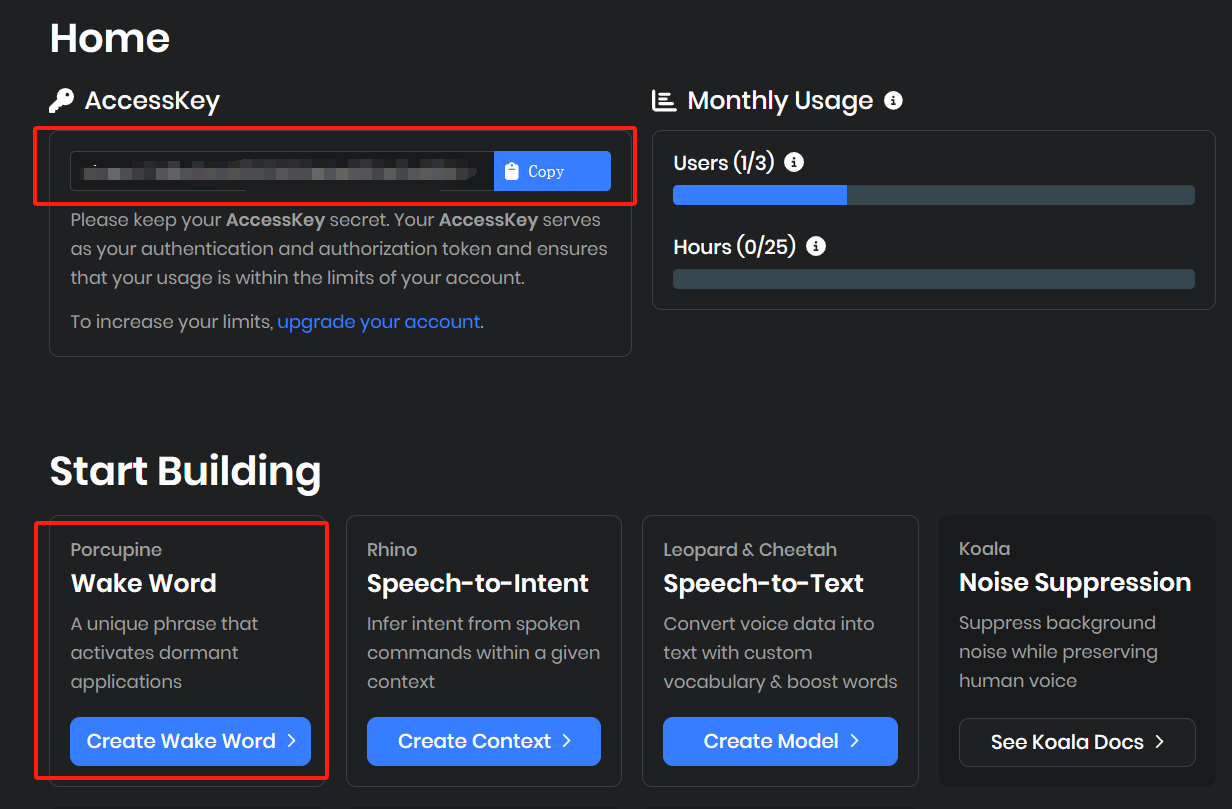 Home
AccessKey
Copy
Please keep your AccessKey secret. Your AccessKey serves
as your authentication and authorization token and ensures
that your usage is within the limits of your account.
To increase your limits, upgrade your account.
Monthly Usage
Users (1/3)
Hours (0/25)
Start Building
Porcupine
Wake Word
A unique phrase that
activates dormant
applications
Create Wake Word
Rhino
Speech-to-Intent
Infer intent from spoken
commands within a given
context
Create Context
Leopard & Cheetah
Speech-to-Text
Convert voice data into
text with custom
vocabulary & boost words
Create Model
Koala
Noise Suppression
Suppress background
noise while preserving
human voice
See Koala Docs